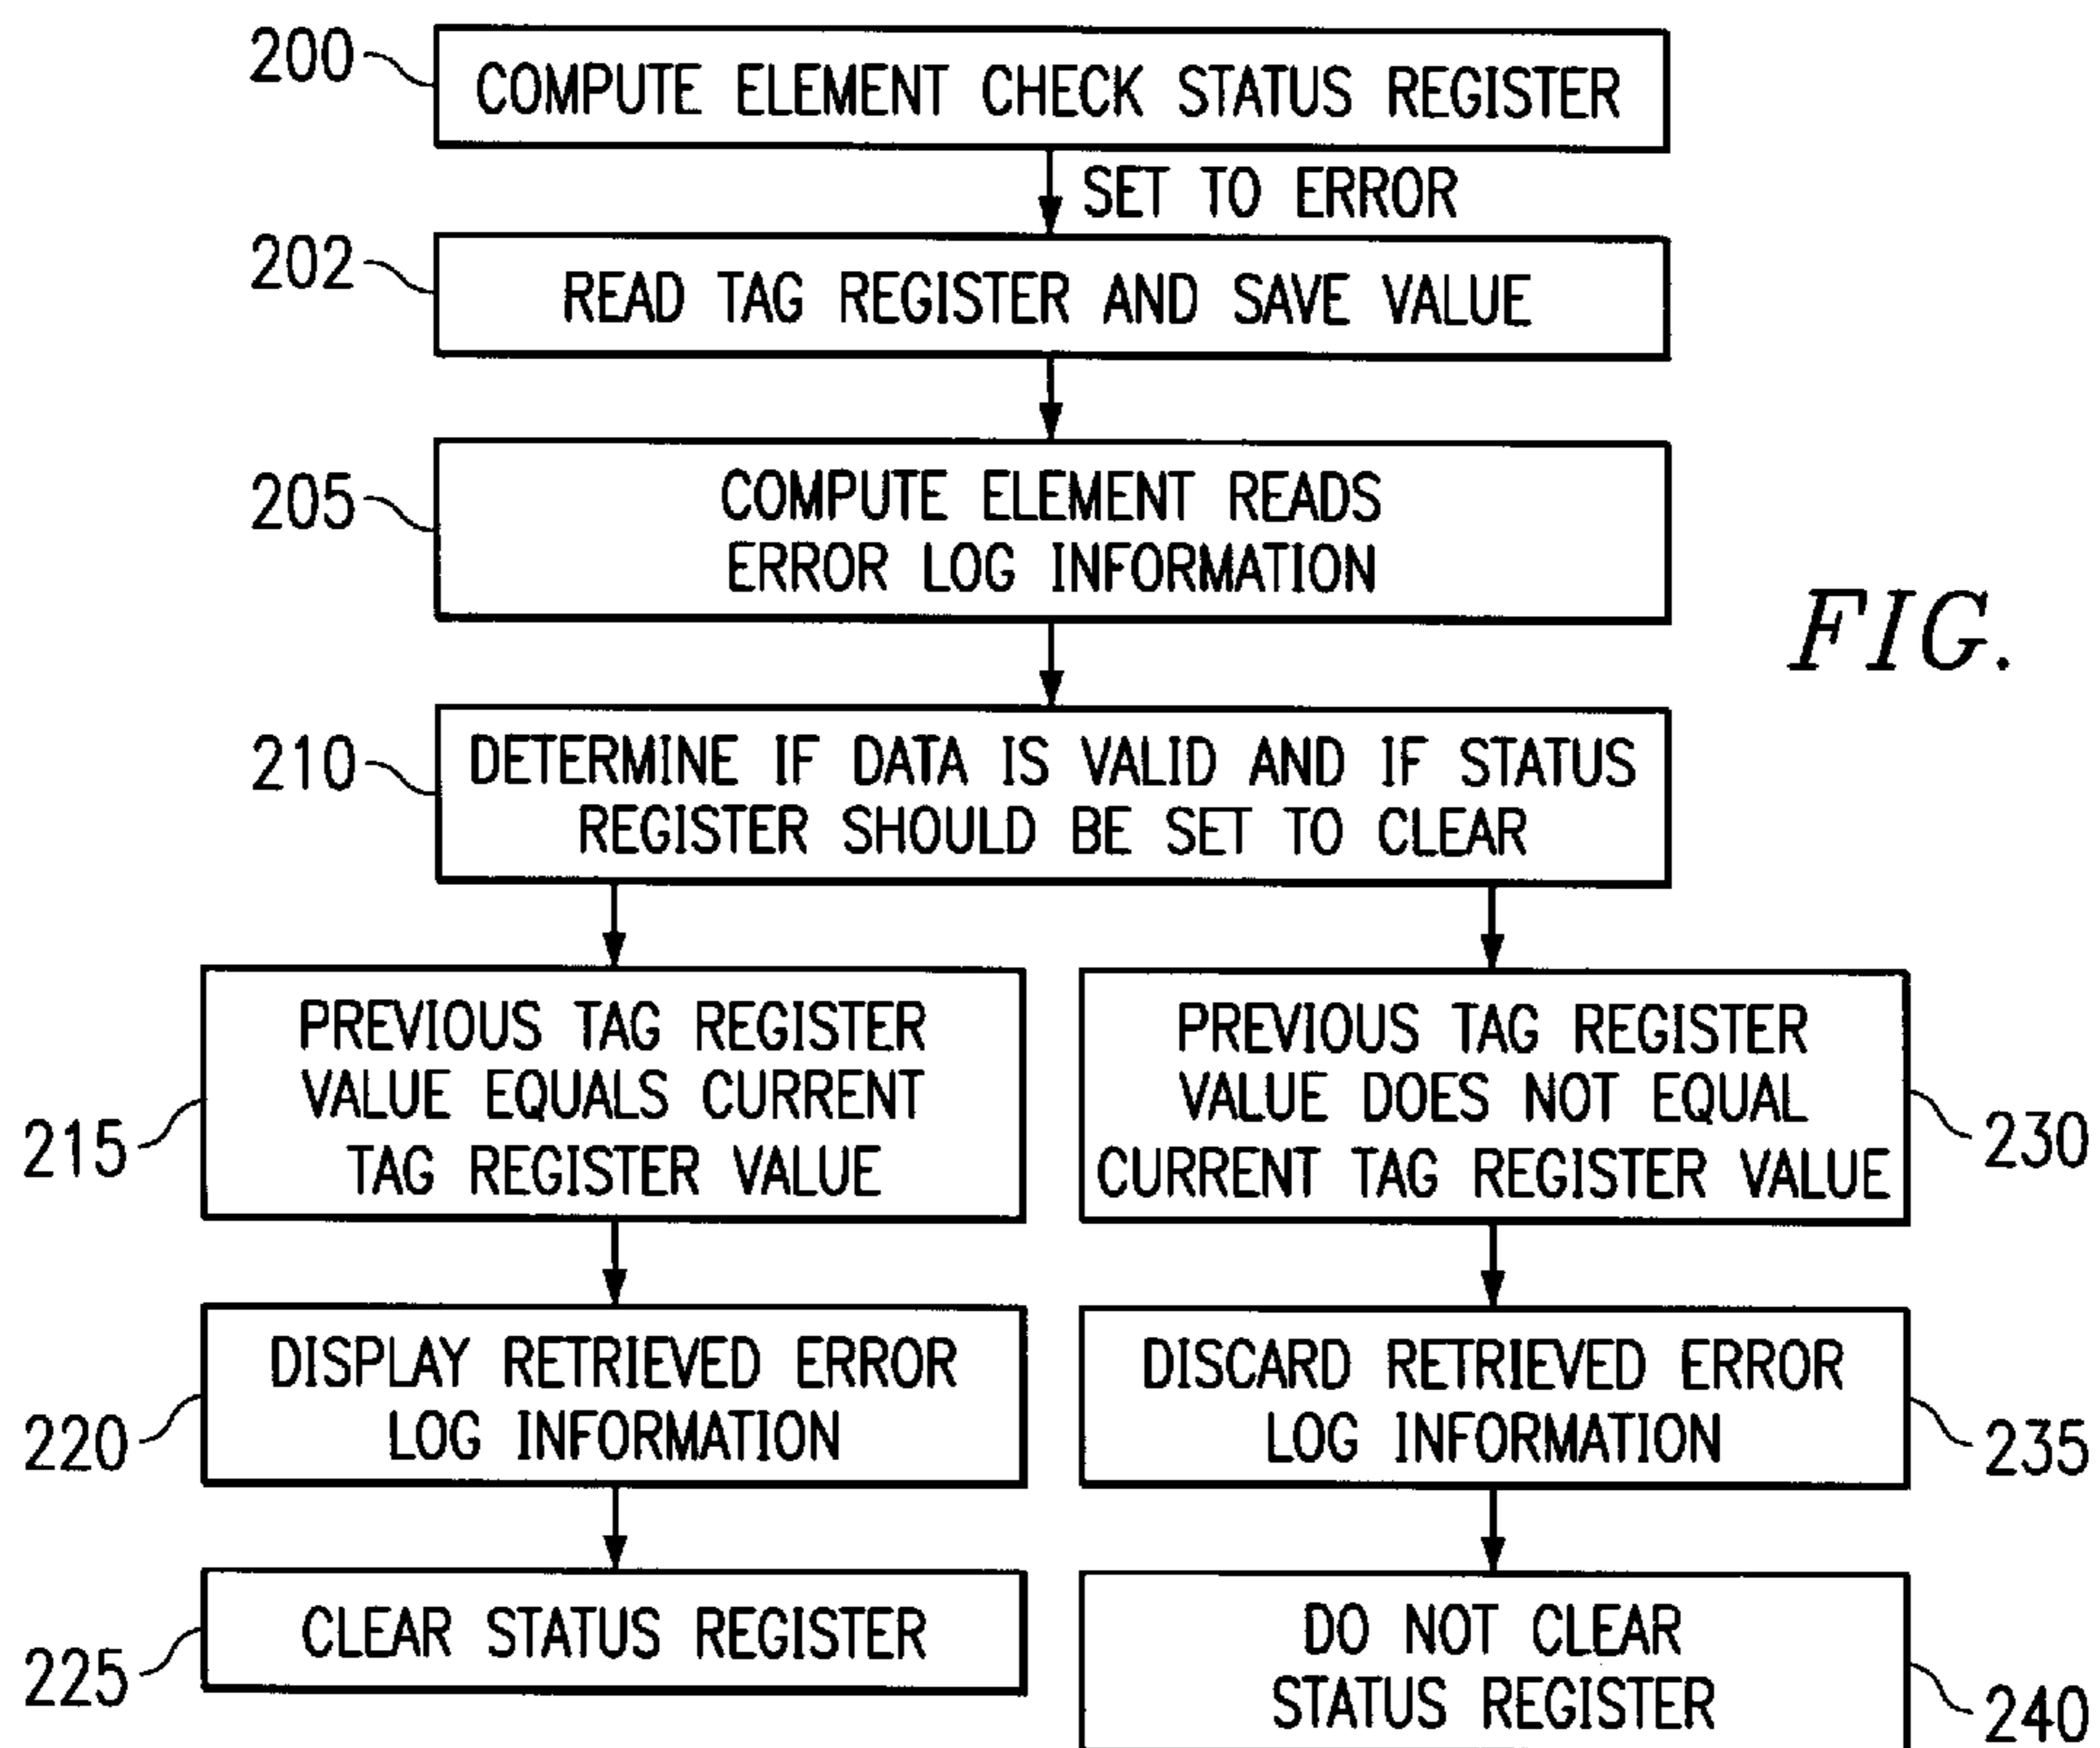 200
COMPUTE ELEMENT CHECK STATUS REGISTER
SET TO ERROR
202
READ TAG REGISTER AND SAVE VALUE
205
COMPUTE ELEMENT READS
ERROR LOG INFORMATION
FIG.
210
DETERMINE IF DATA IS VALID AND IF STATUS
REGISTER SHOULD BE SET TO CLEAR
215
PREVIOUS TAG REGISTER
VALUE EQUALS CURRENT
TAG REGISTER VALUE
PREVIOUS TAG REGISTER
VALUE DOES NOT EQUAL
CURRENT TAG REGISTER VALUE
230
220
DISPLAY RETRIEVED ERROR
LOG INFORMATION
DISCARD RETRIEVED ERROR
LOG INFORMATION
235
225
CLEAR STATUS REGISTER
DO NOT CLEAR
STATUS REGISTER
240